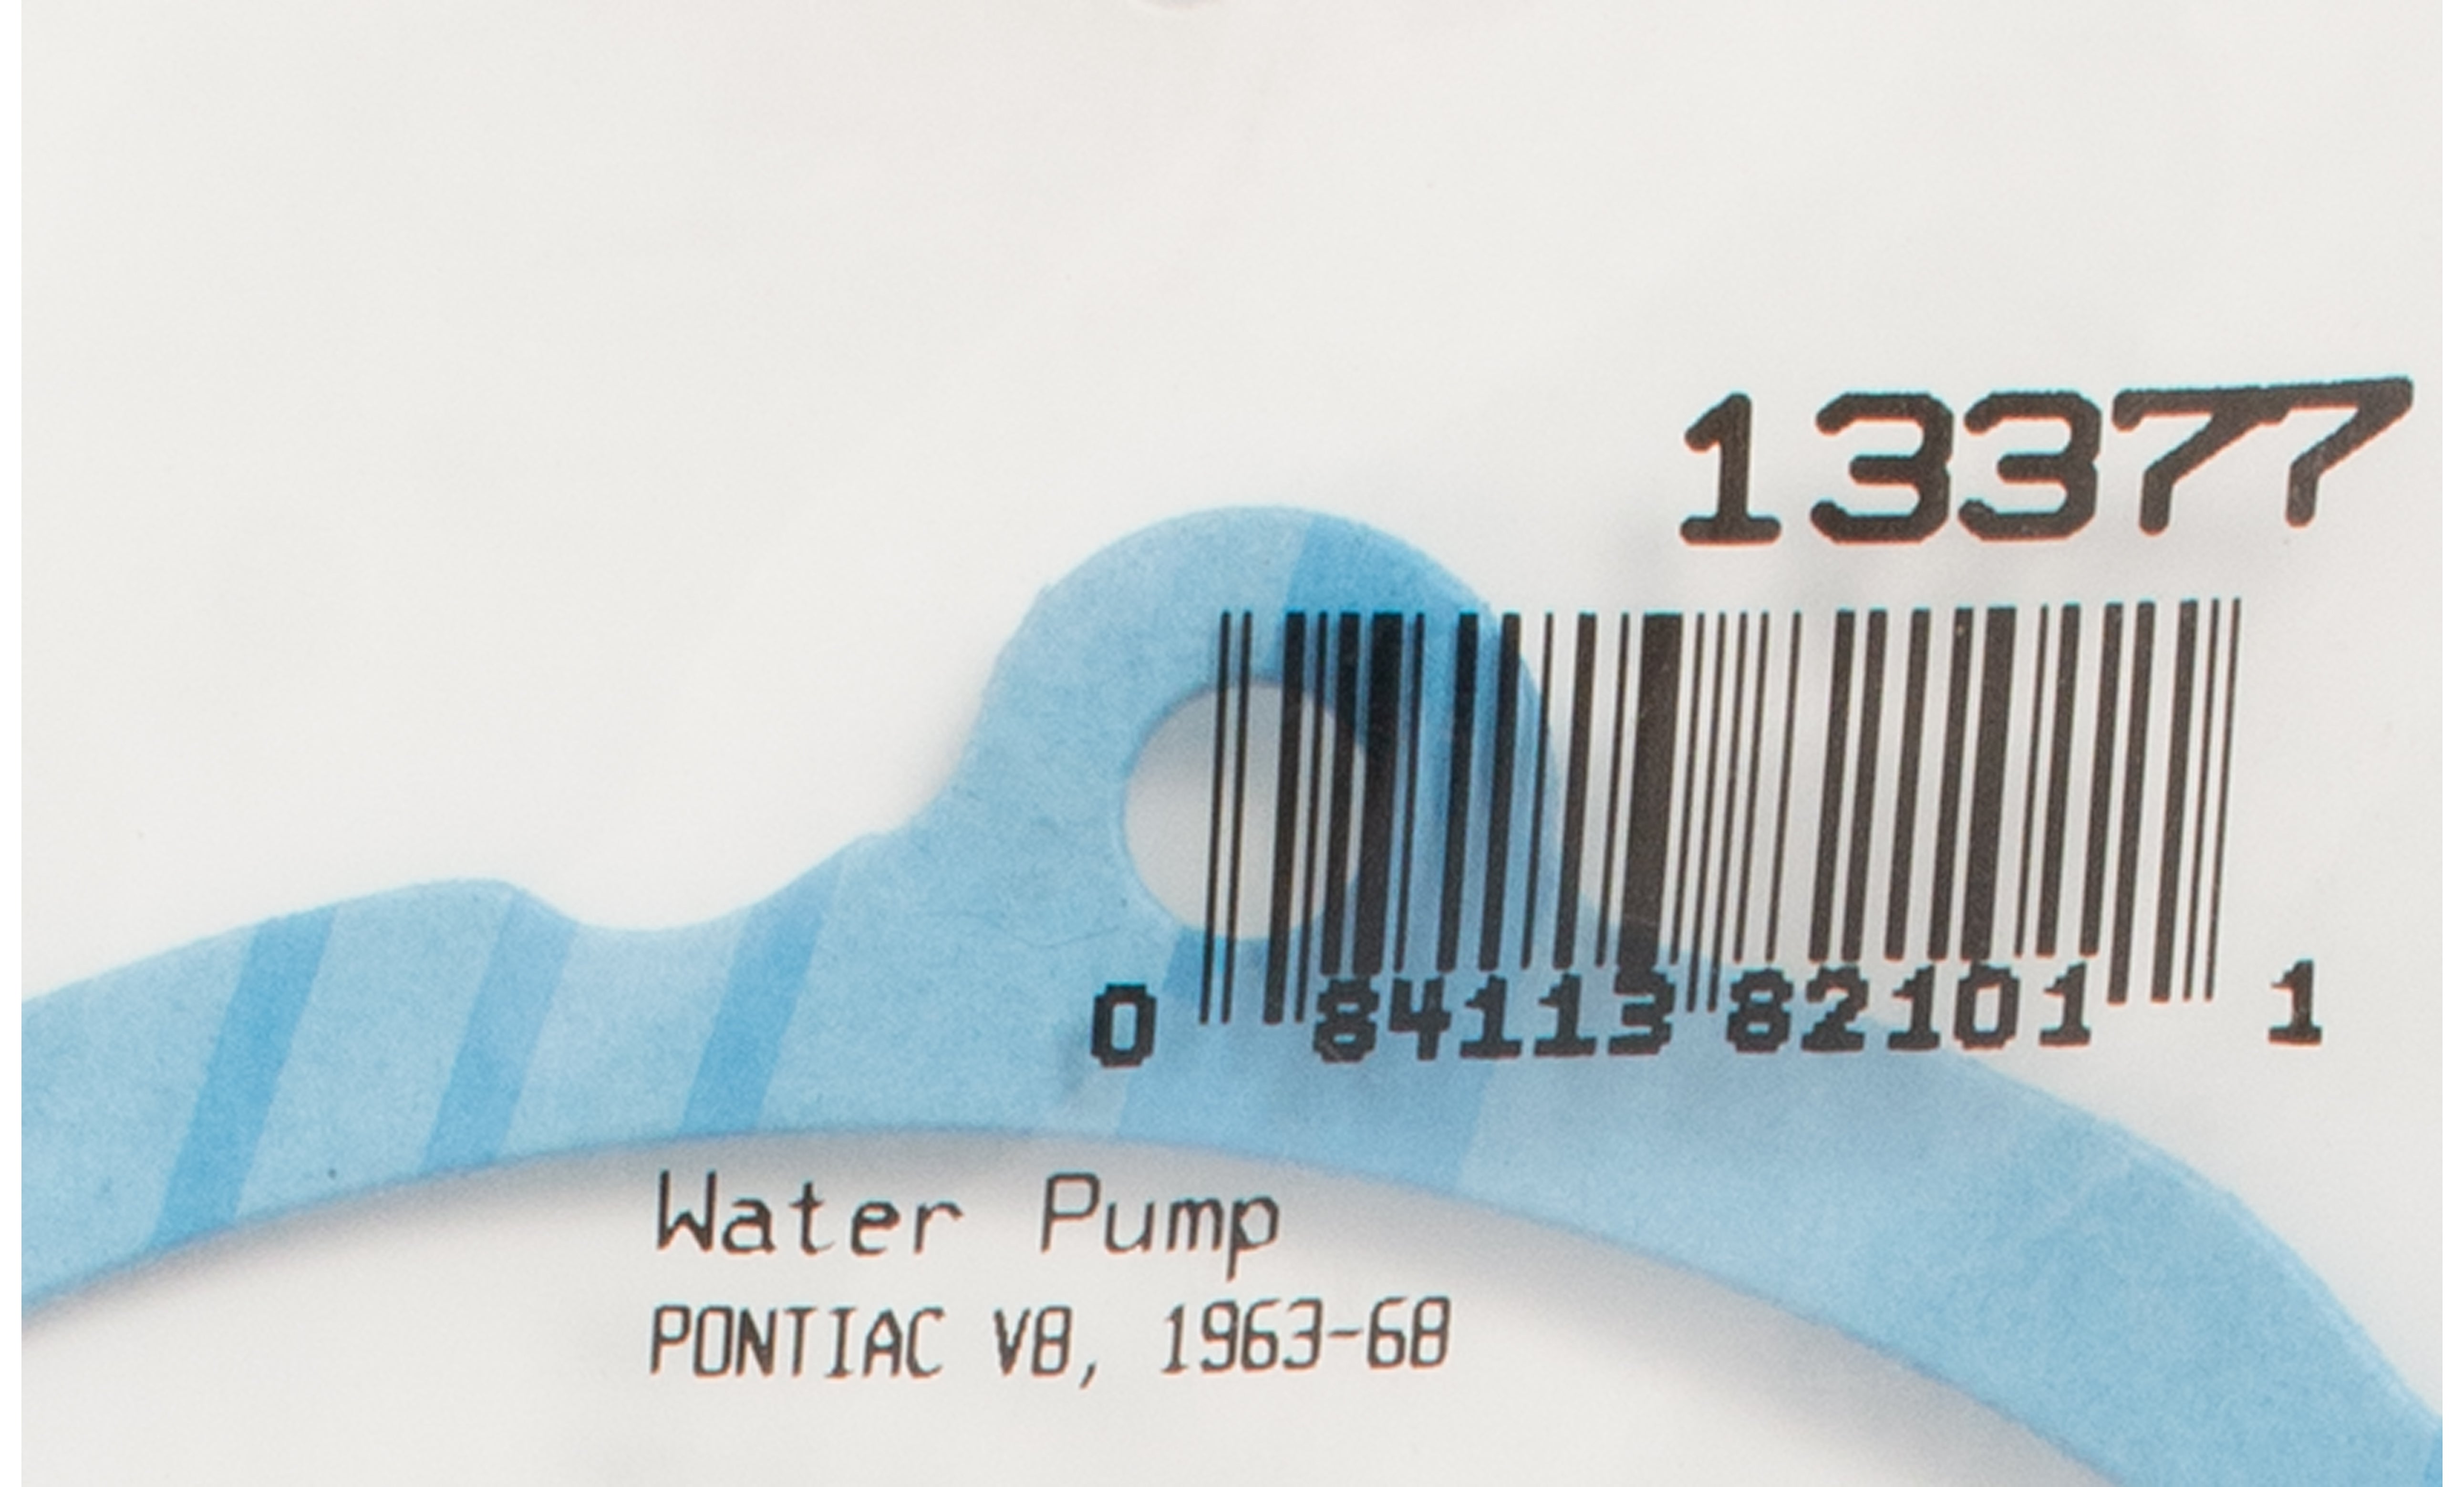 13377
0 84113 82101 1
Water Pump
PONTIAC V8, 1963-68